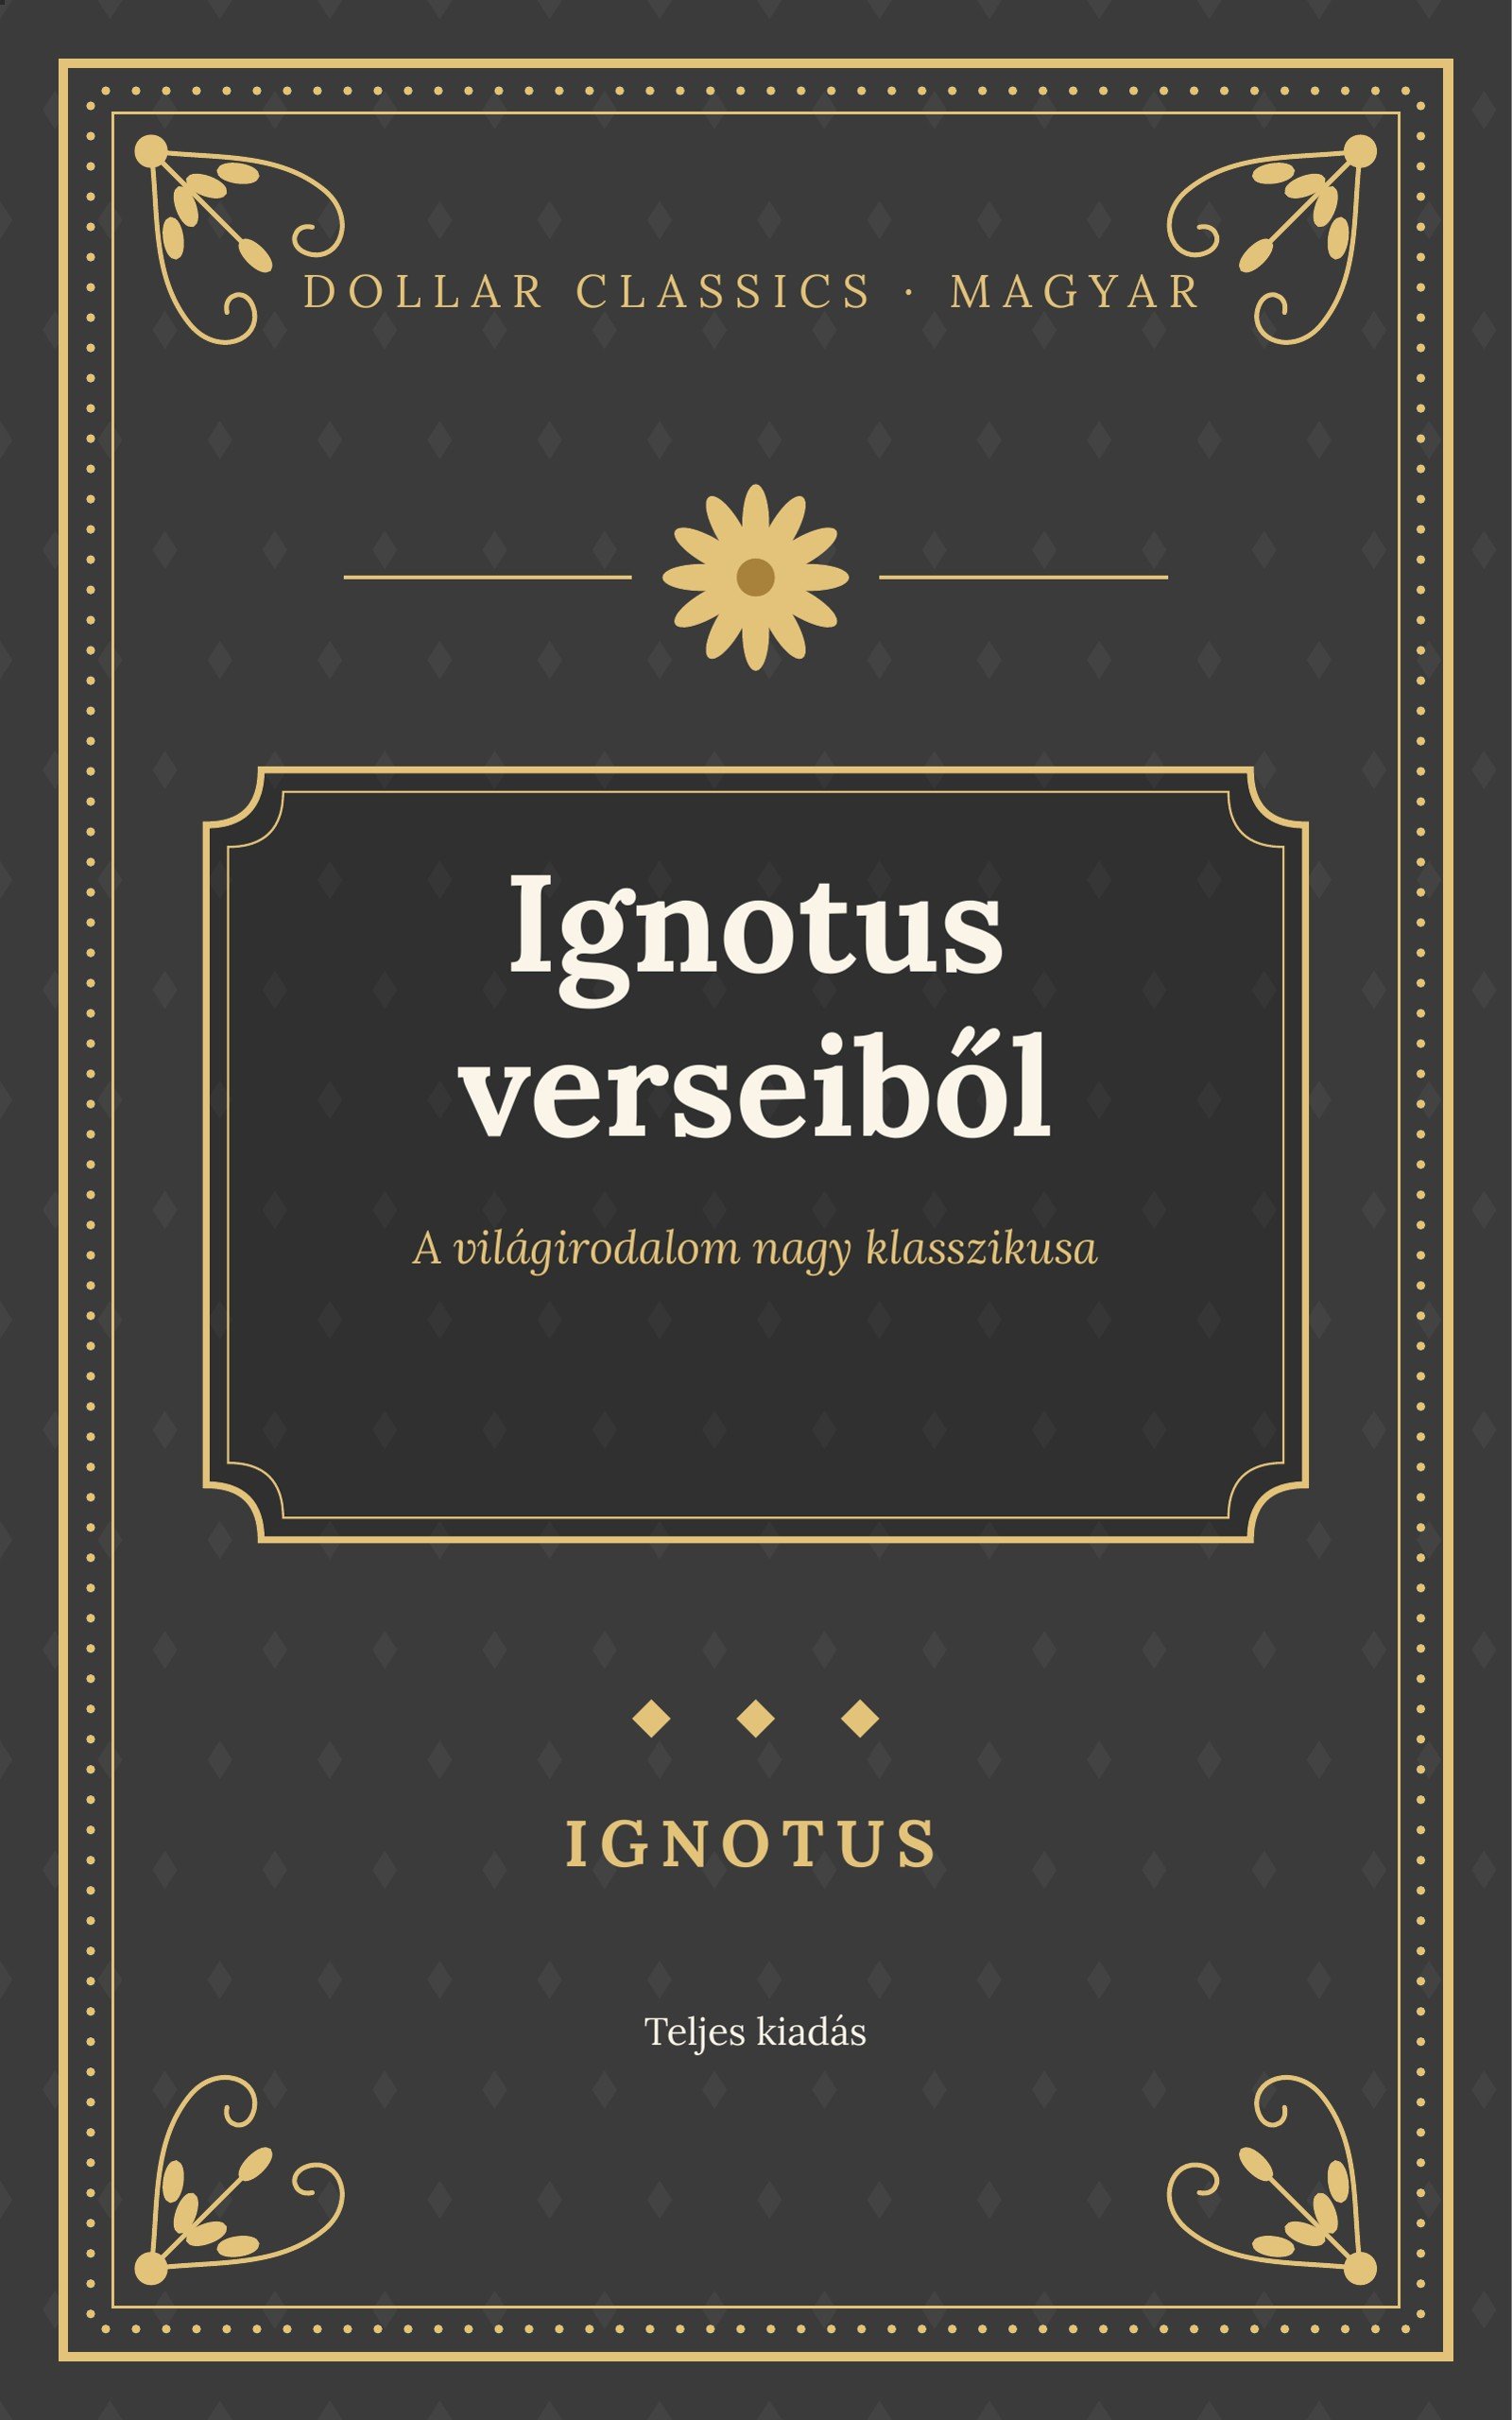 DOLLAR CLASSICS · MAGYAR
Ignotus
verseiből
A világirodalom nagy klasszikusa
IGNOTUS
Teljes kiadás